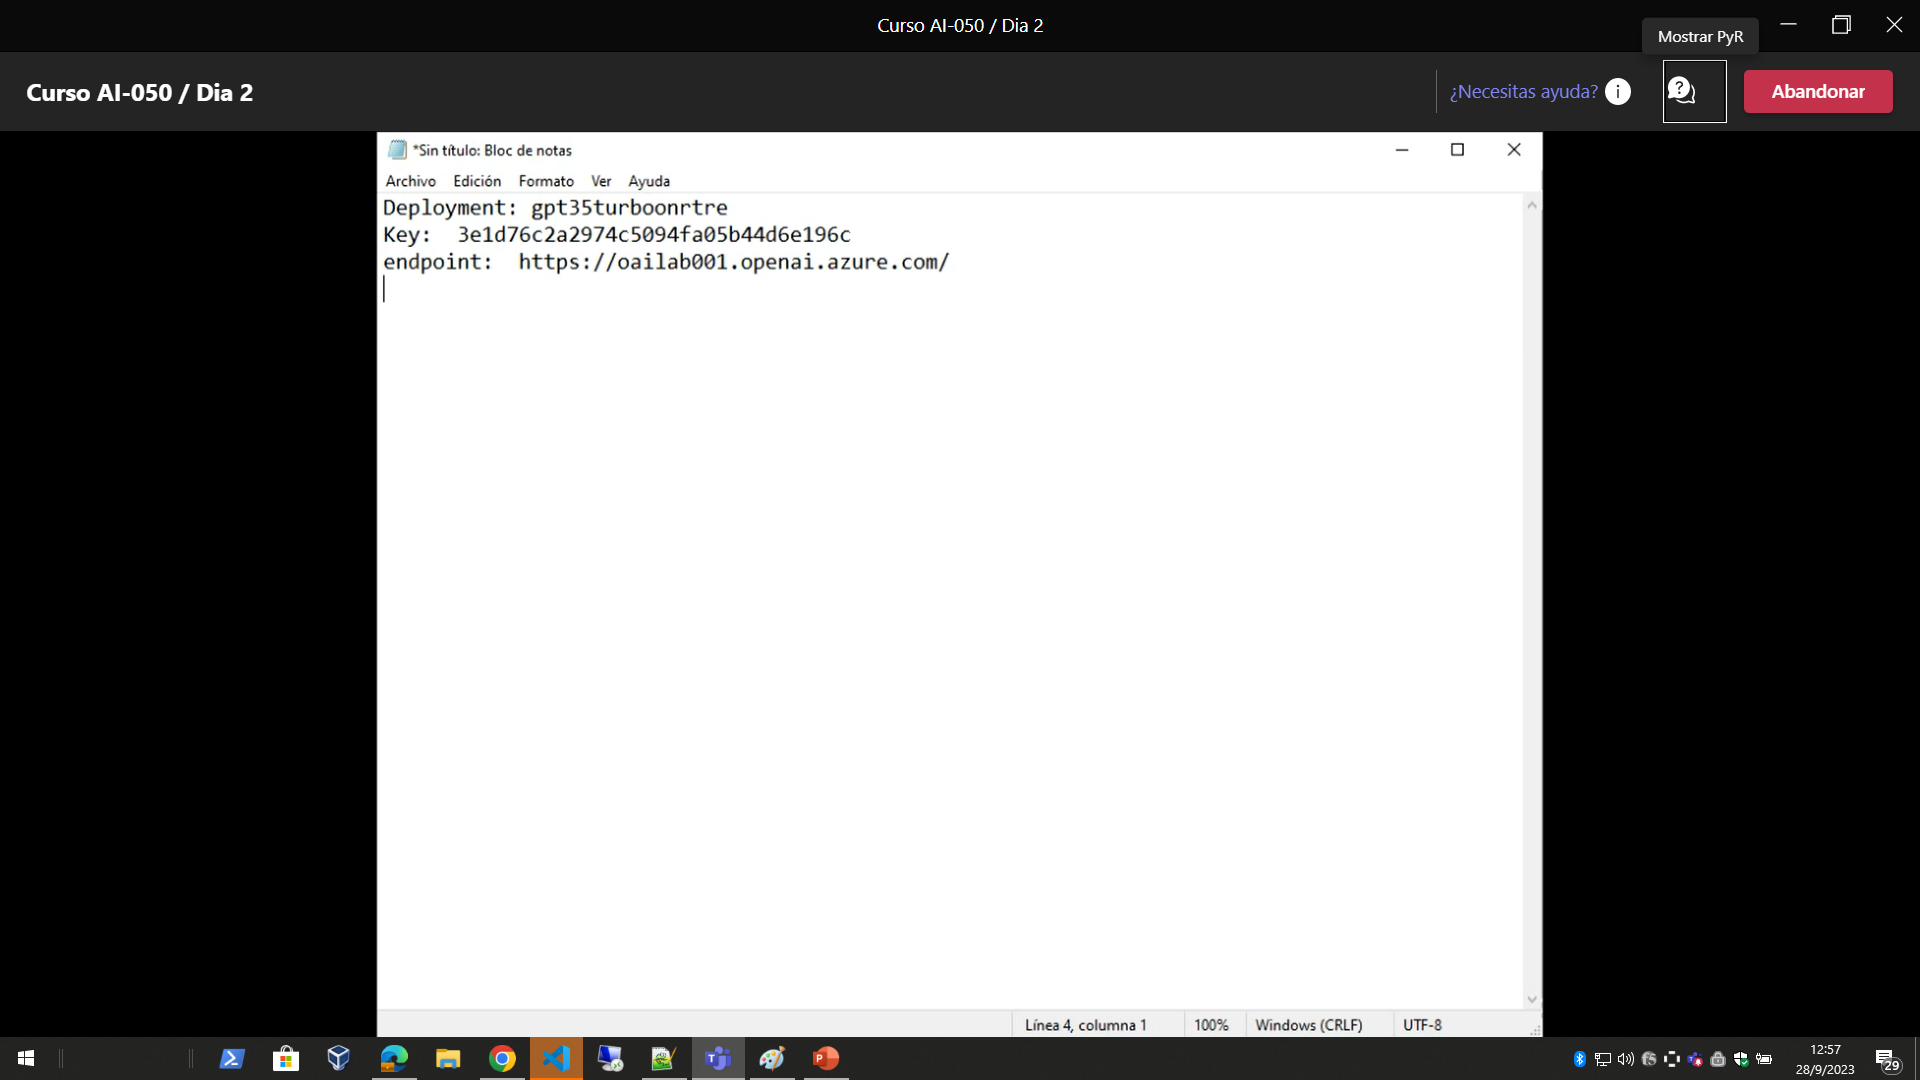 Curso AI-050 / Dia 2
Mostrar PyR
Curso AI-050 / Dia 2
¿Necesitas ayuda?
Abandonar
*Sin título: Bloc de notas
Archivo Edición Formato Ver Ayuda
Deployment: gpt35turboonrtre
Key: 3e1d76c2a2974c5094fa05b44d6e196c
endpoint: https://oailab001.openai.azure.com/
Línea 4, columna 1 100% Windows (CRLF) UTF-8
12:57
28/9/2023
29